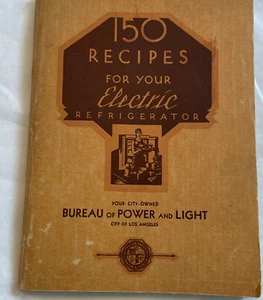 150
RECIPES
FOR YOUR
Electric
REFRIGERATOR
YOUR CITY-OWNED
BUREAU OF POWER AND LIGHT
CITY OF LOS ANGELES